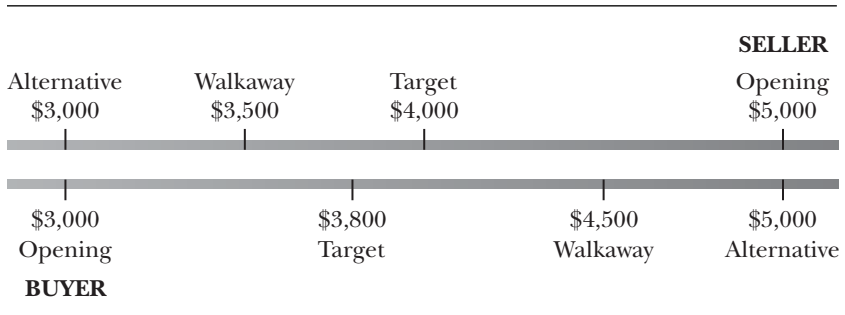 SELLER
Alternative Walkaway Target Opening
$3,000 $3,500 $4,000 $5,000
$3,000 $3,800 $4,500 $5,000
Opening Target Walkaway Alternative
BUYER